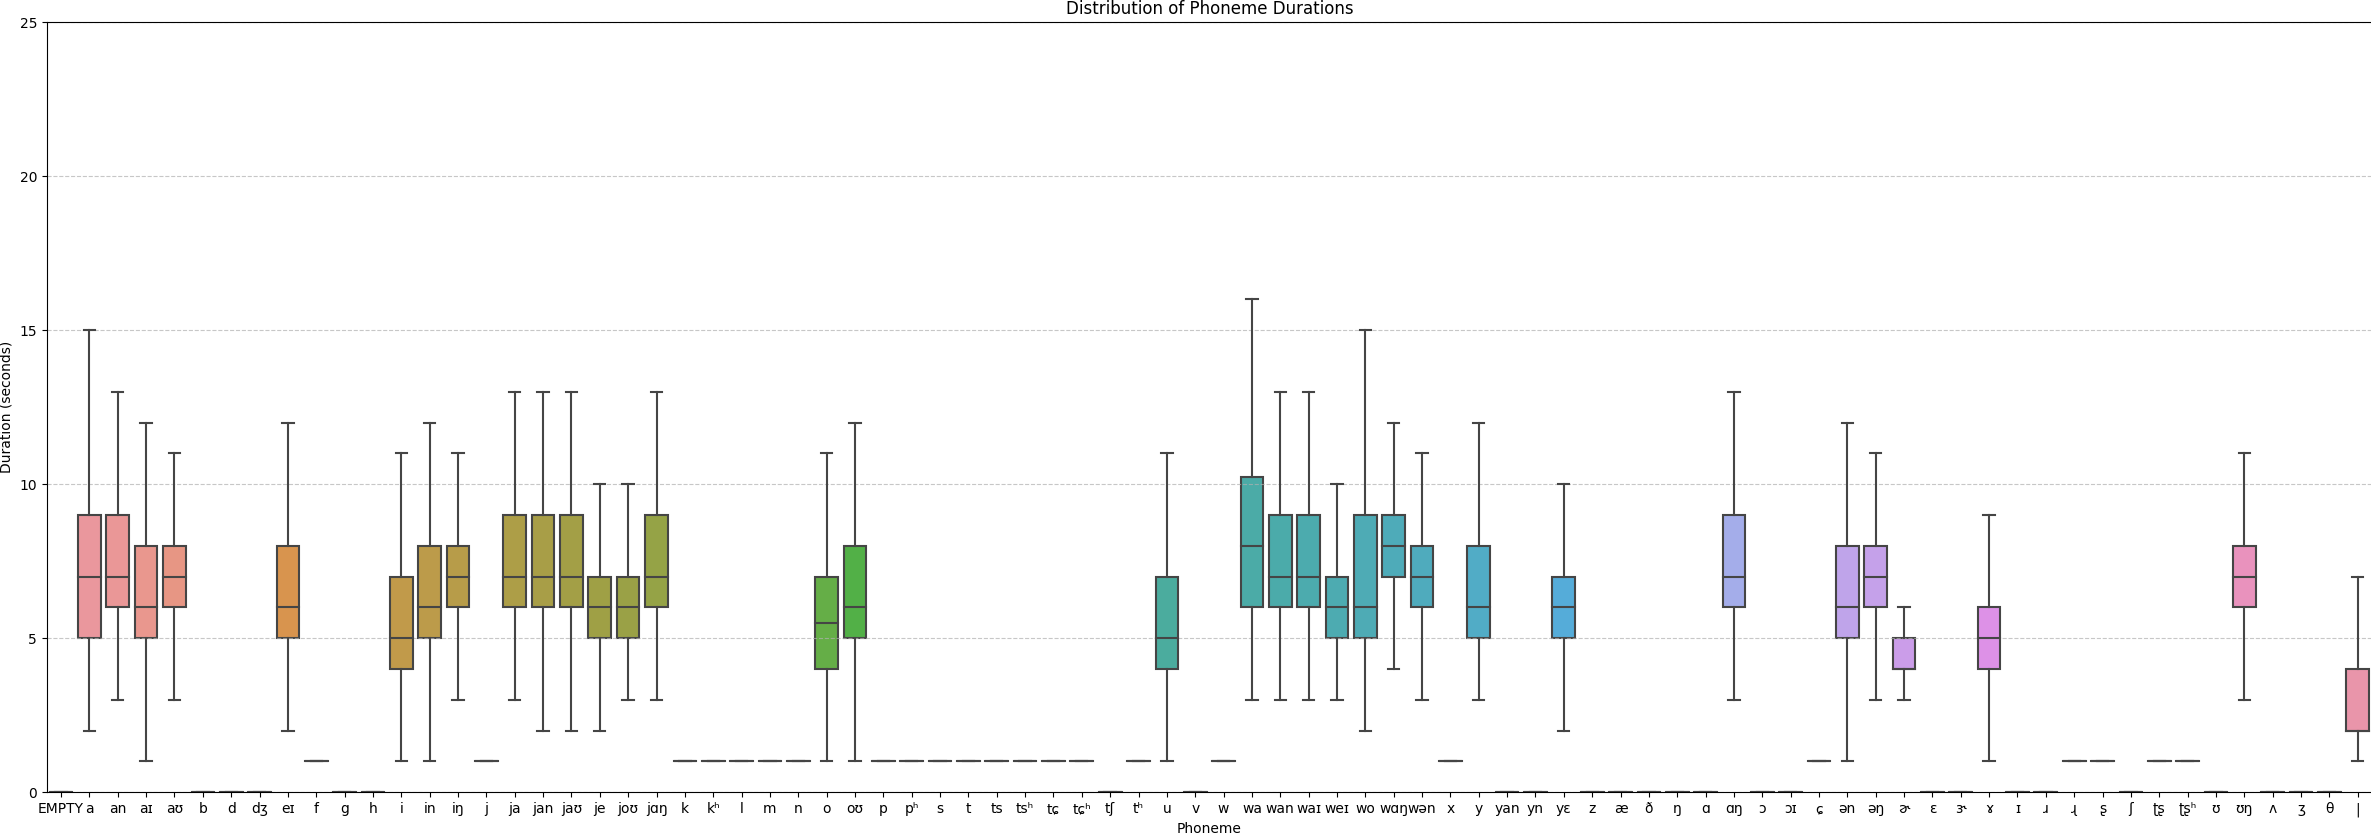 Distribution of Phoneme Durations
25
20
15
10
5
0
Duration (seconds)
EMPTY a an aɪ aʊ b d dʒ eɪ f g h i in iŋ j ja jan jaʊ je joʊ jɑŋ k kʰ l m n o oʊ p pʰ s t ts tsʰ tɕ tɕʰ tʃ tʰ u v w wa wan waɪ weɪ wo wɑŋ wən x y yan yn yɛ z æ ð ŋ ɑ ɑŋ ɔ ɔɪ ɕ ən əŋ ɚ ɛ ɝ ɤ ɪ ɹ ɻ ʂ ʃ ʈʂ ʈʂʰ ʊ ʊŋ ʌ ʒ θ |
Phoneme